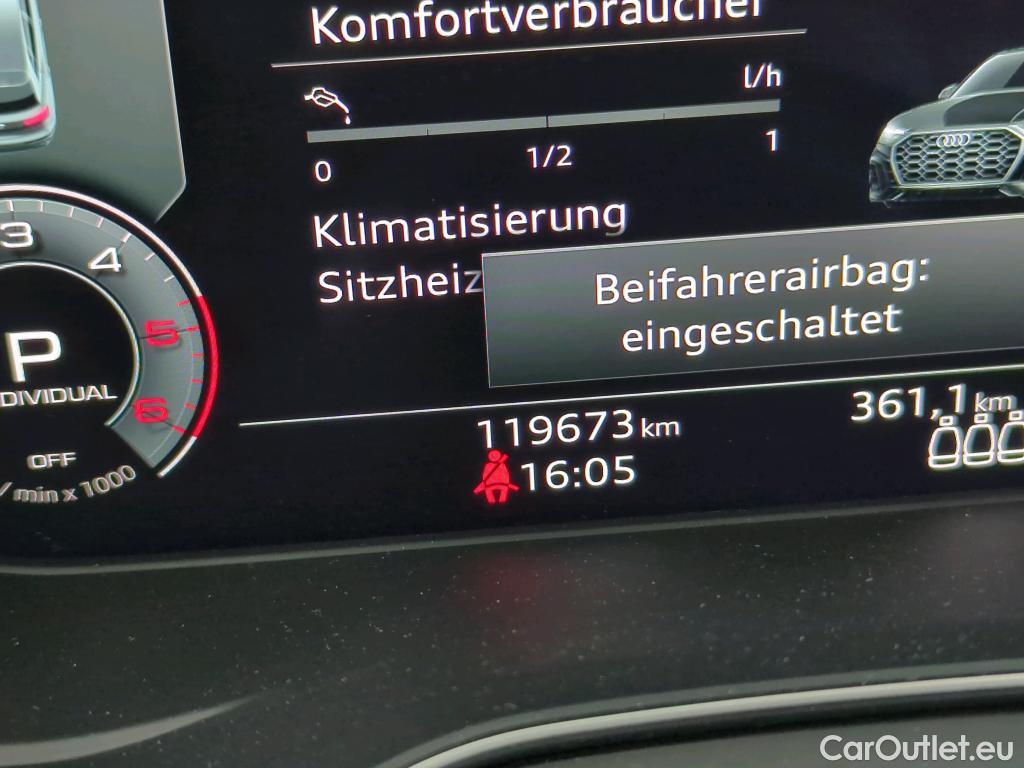 Komfortverbraucher
l/h
0 1/2 1
Klimatisierung
Sitzheiz
Beifahrerairbag:
eingeschaltet
3
4
5
6
P
DIVIDUAL
OFF
/ min x 1000
119673 km
361,1 km
16:05
CarOutlet.eu